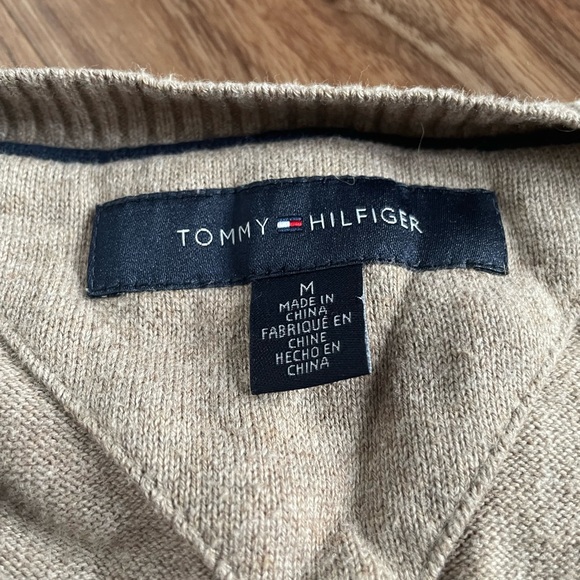 TOMMY HILFIGER
M
MADE IN
CHINA
FABRIQUÉ EN
CHINE
HECHO EN
CHINA